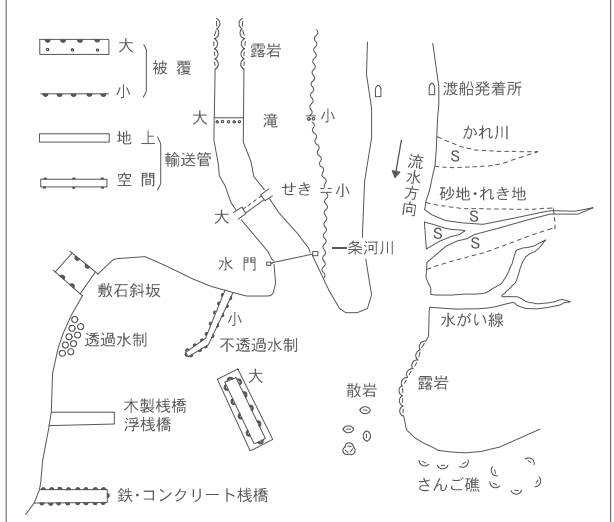 大
被覆
小
地上
輸送管
空間
露岩
大
滝
小
せき
小
大
水門
一条河川
渡船発着所
かれ川
S
流水方向
砂地・れき地
S
S
S
水がい線
敷石斜坂
透過水制
小
不透過水制
大
木製桟橋
浮桟橋
鉄・コンクリート桟橋
散岩
露岩
さんご礁